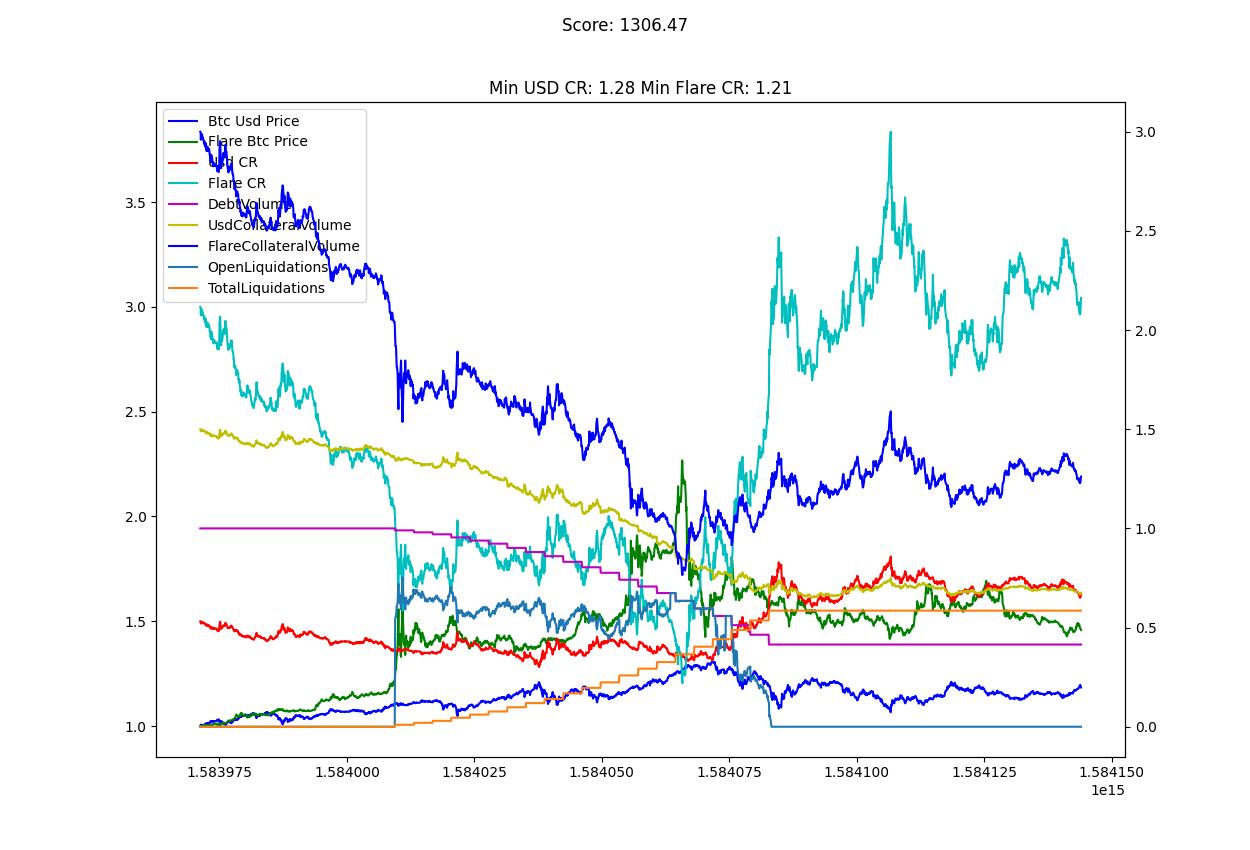 Score: 1306.47
Min USD CR: 1.28 Min Flare CR: 1.21
Btc Usd Price
Flare Btc Price
Usd CR
Flare CR
DebtVolume
UsdCollateralVolume
FlareCollateralVolume
OpenLiquidations
TotalLiquidations
3.5
3.0
2.5
2.0
1.5
1.0
3.0
2.5
2.0
1.5
1.0
0.5
0.0
1.583975 1.584000 1.584025 1.584050 1.584075 1.584100 1.584125 1.584150
1e15